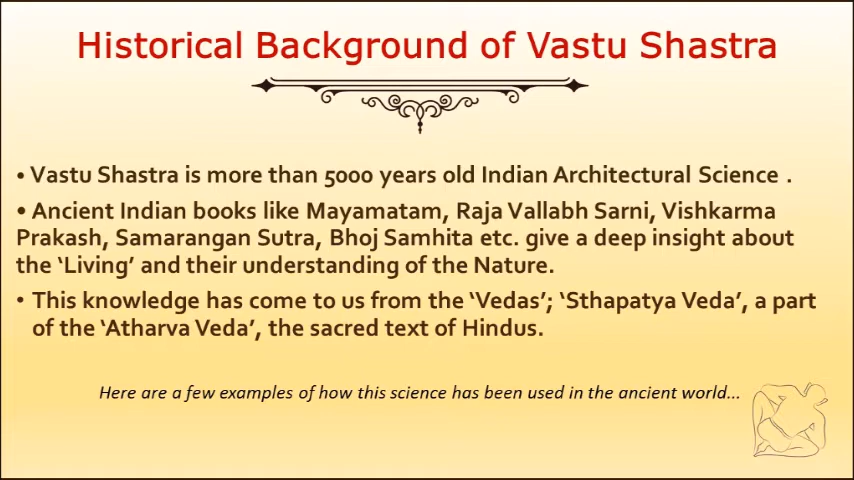 Historical Background of Vastu Shastra
• Vastu Shastra is more than 5000 years old Indian Architectural Science .
• Ancient Indian books like Mayamatam, Raja Vallabh Sarni, Vishkarma
Prakash, Samarangan Sutra, Bhoj Samhita etc. give a deep insight about
the ‘Living’ and their understanding of the Nature.
• This knowledge has come to us from the ‘Vedas’; ‘Sthapatya Veda’, a part
of the ‘Atharva Veda’, the sacred text of Hindus.
Here are a few examples of how this science has been used in the ancient world...